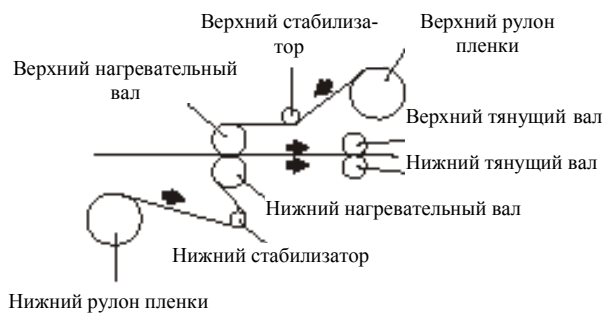 Верхний стабилиза-
тор
Верхний рулон
пленки
Верхний нагревательный
вал
Верхний тянущий вал
Нижний тянущий вал
Нижний нагревательный вал
Нижний стабилизатор
Нижний рулон пленки